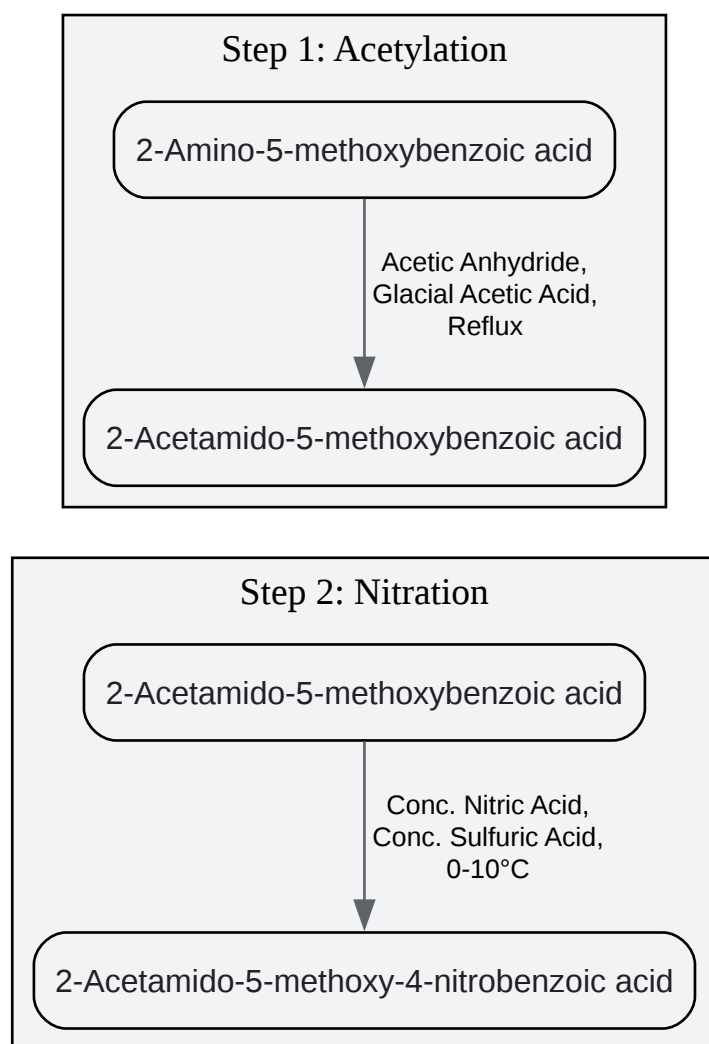 Step 1: Acetylation
2-Amino-5-methoxybenzoic acid
Acetic Anhydride,
Glacial Acetic Acid,
Reflux
2-Acetamido-5-methoxybenzoic acid
Step 2: Nitration
2-Acetamido-5-methoxybenzoic acid
Conc. Nitric Acid,
Conc. Sulfuric Acid,
0-10°C
2-Acetamido-5-methoxy-4-nitrobenzoic acid